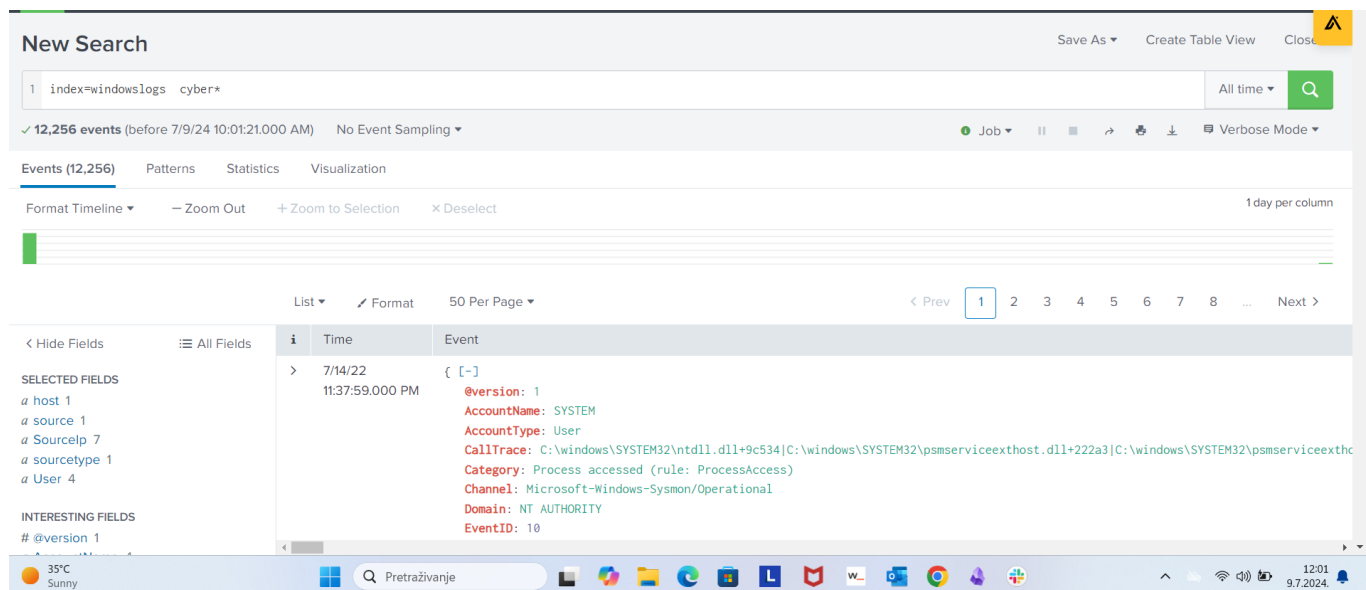 New Search
Save As ▾ Create Table View Close
1 index=windowslogs cyber*
All time ▾
✓ 12,256 events (before 7/9/24 10:01:21.000 AM) No Event Sampling ▾
Job ▾ Verbose Mode ▾
Events (12,256) Patterns Statistics Visualization
Format Timeline ▾ — Zoom Out + Zoom to Selection × Deselect
1 day per column
List ▾ Format 50 Per Page ▾
< Prev 1 2 3 4 5 6 7 8 ... Next >
< Hide Fields All Fields
i Time Event
SELECTED FIELDS
a host 1
a source 1
a SourceIp 7
a sourcetype 1
a User 4
INTERESTING FIELDS
# @version 1
> 7/14/22
11:37:59.000 PM
{ [-]
@version: 1
AccountName: SYSTEM
AccountType: User
CallTrace: C:\windows\SYSTEM32\ntdll.dll+9c534|C:\windows\SYSTEM32\psmserviceexthost.dll+222a3|C:\windows\SYSTEM32\psmserviceextho
Category: Process accessed (rule: ProcessAccess)
Channel: Microsoft-Windows-Sysmon/Operational
Domain: NT AUTHORITY
EventID: 10
35°C
Sunny
Pretraživanje
12:01
9.7.2024.